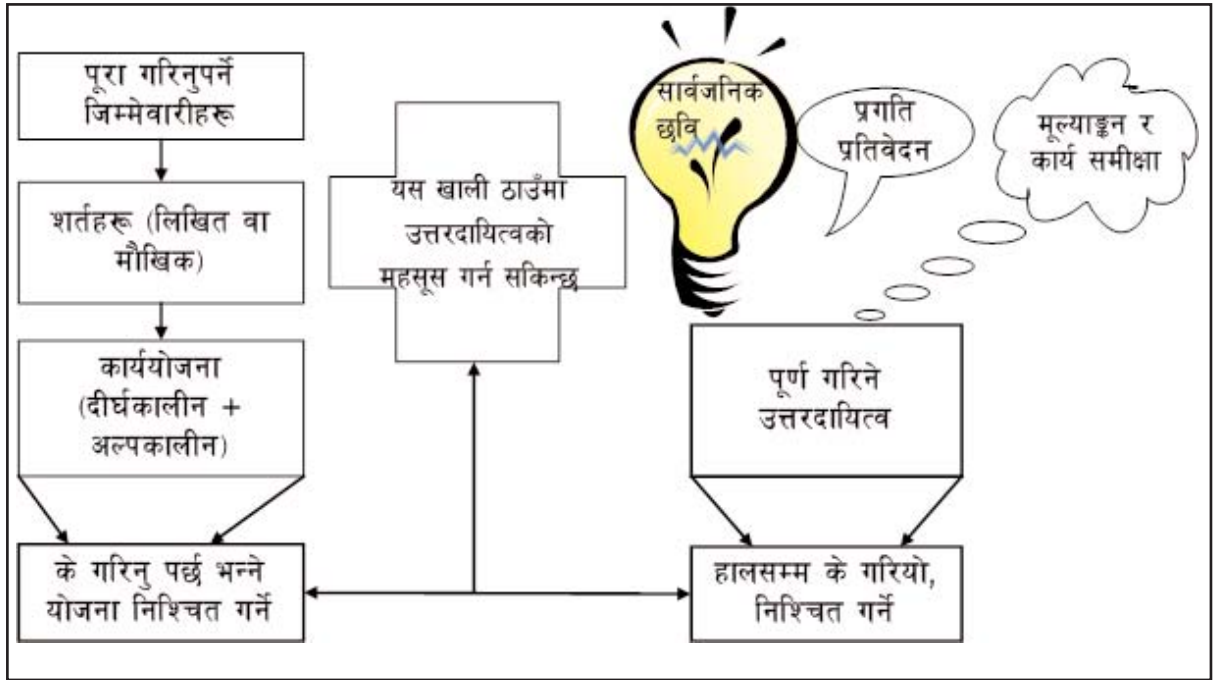 पूरा गरिनुपर्ने
जिम्मेवारीहरू
शर्तहरू (लिखित वा
मौखिक)
कार्ययोजना
(दीर्घकालीन +
अल्पकालीन)
के गरिनु पर्छ भन्ने
योजना निश्चित गर्ने
यस खाली ठाउँमा
उत्तरदायित्वको
महसूस गर्न सकिन्छ
सार्वजनिक
छवि
प्रगति
प्रतिवेदन
मूल्याङ्कन र
कार्य समीक्षा
पूर्ण गरिने
उत्तरदायित्व
हालसम्म के गरियो,
निश्चित गर्ने